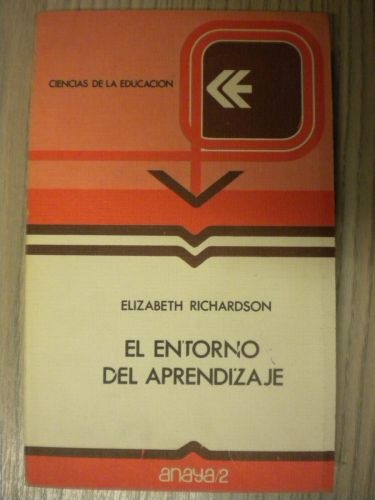 CIENCIAS DE LA EDUCACION
ELIZABETH RICHARDSON
EL ENTORNO
DEL APRENDIZAJE
anaya/2